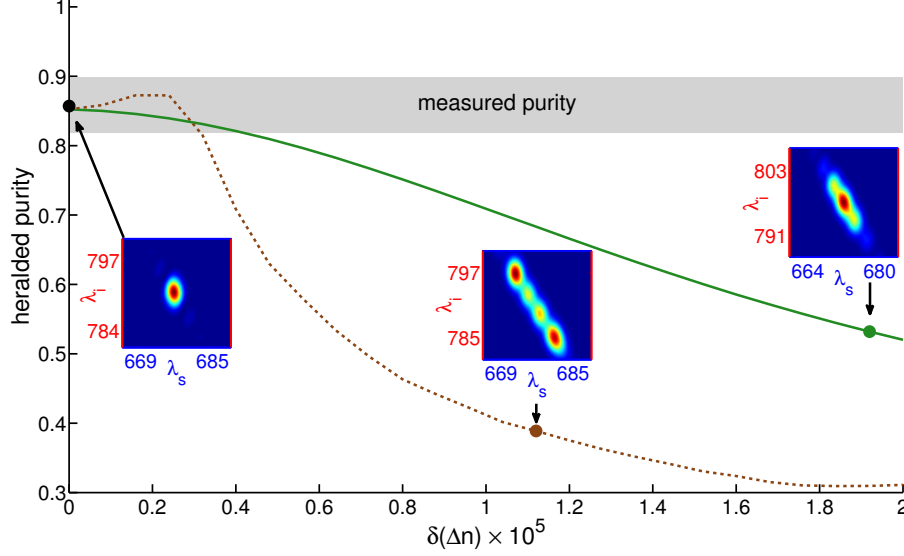 1
0.9
0.8
0.7
0.6
0.5
0.4
0.3
heralded purity
measured purity
797
λi
784
669 λs 685
797
λi
785
669 λs 685
803
λi
791
664 λs 680
0 0.2 0.4 0.6 0.8 1 1.2 1.4 1.6 1.8 2
δ(Δn) × 10^5